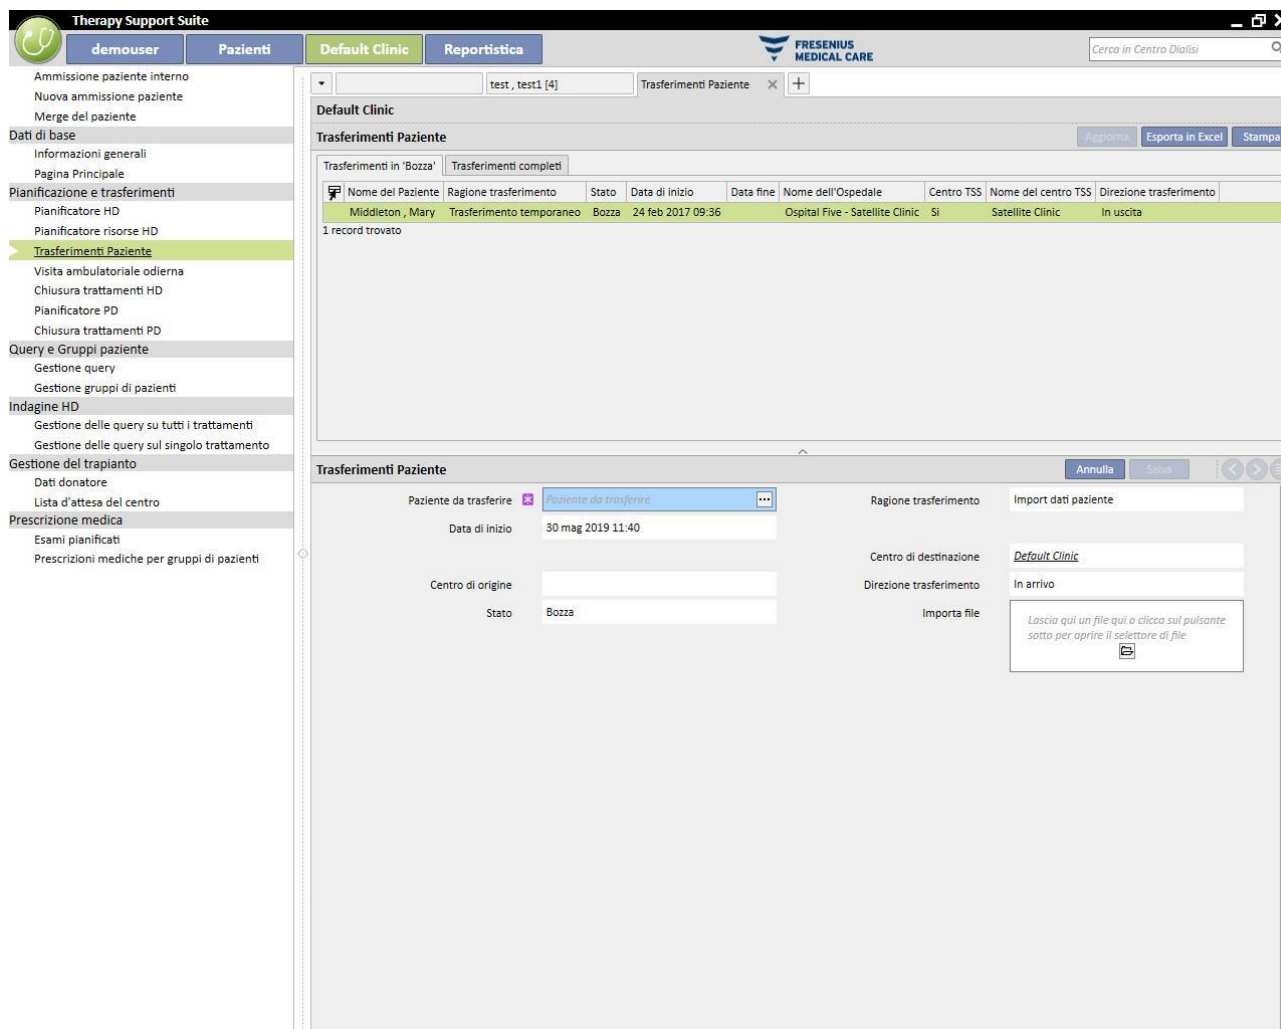 Therapy Support Suite
demouser Pazienti Default Clinic Reportistica FRESENIUS MEDICAL CARE Cerca in Centro Dialisi
Ammissione paziente interno
Nuova ammissione paziente
Merge del paziente
Dati di base
Informazioni generali
Pagina Principale
Pianificazione e trasferimenti
Pianificatore HD
Pianificatore risorse HD
Trasferimenti Paziente
Visita ambulatoriale odierna
Chiusura trattamenti HD
Pianificatore PD
Chiusura trattamenti PD
Query e Gruppi paziente
Gestione query
Gestione gruppi di pazienti
Indagine HD
Gestione delle query su tutti i trattamenti
Gestione delle query sul singolo trattamento
Gestione del trapianto
Dati donatore
Lista d'attesa del centro
Prescrizione medica
Esami pianificati
Prescrizioni mediche per gruppi di pazienti
test , test1 [4] Trasferimenti Paziente
Default Clinic
Trasferimenti Paziente Aggiorna Esporta in Excel Stampa
Trasferimenti in 'Bozza' Trasferimenti completi
Nome del Paziente Ragione trasferimento Stato Data di inizio Data fine Nome dell'Ospedale Centro TSS Nome del centro TSS Direzione trasferimento
Middleton , Mary Trasferimento temporaneo Bozza 24 feb 2017 09:36 Ospital Five - Satellite Clinic Si Satellite Clinic In uscita
1 record trovato
Trasferimenti Paziente Annulla Salva
Paziente da trasferire Paziente da trasferire Ragione trasferimento Import dati paziente
Data di inizio 30 mag 2019 11:40
Centro di destinazione Default Clinic
Centro di origine Direzione trasferimento In arrivo
Stato Bozza Importa file
Lascia qui un file qui o clicca sul pulsante
sotto per aprire il selettore di file